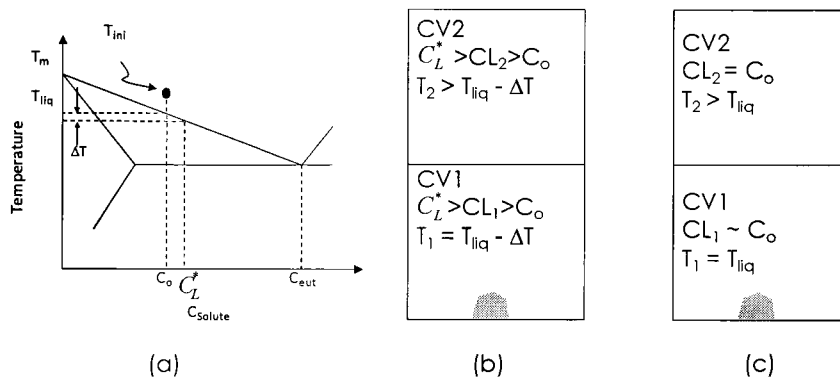 T_ini
T_m
T_liq
ΔT
Temperature
C_o
C_L^*
C_eut
C_Solute
(a)
CV2
C_L^* >CL_2>C_o
T_2 > T_liq - ΔT
CV1
C_L^* >CL_1>C_o
T_1 = T_liq - ΔT
(b)
CV2
CL_2 = C_o
T_2 > T_liq
CV1
CL_1 ~ C_o
T_1 = T_liq
(c)